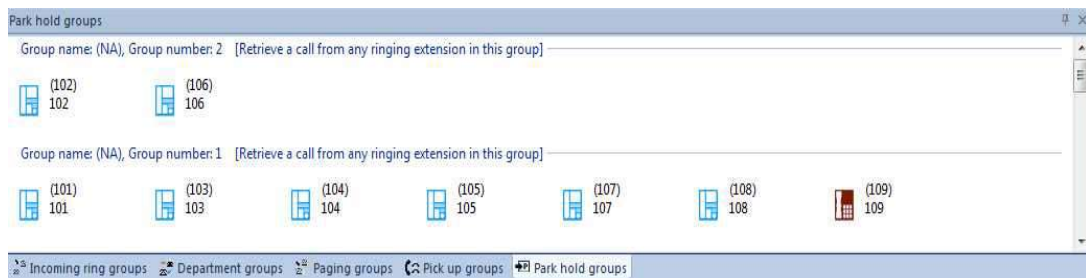 Park hold groups
Group name: (NA), Group number: 2 [Retrieve a call from any ringing extension in this group]
(102) (106)
102 106
Group name: (NA), Group number: 1 [Retrieve a call from any ringing extension in this group]
(101) (103) (104) (105) (107) (108) (109)
101 103 104 105 107 108 109
Incoming ring groups Department groups Paging groups Pick up groups Park hold groups